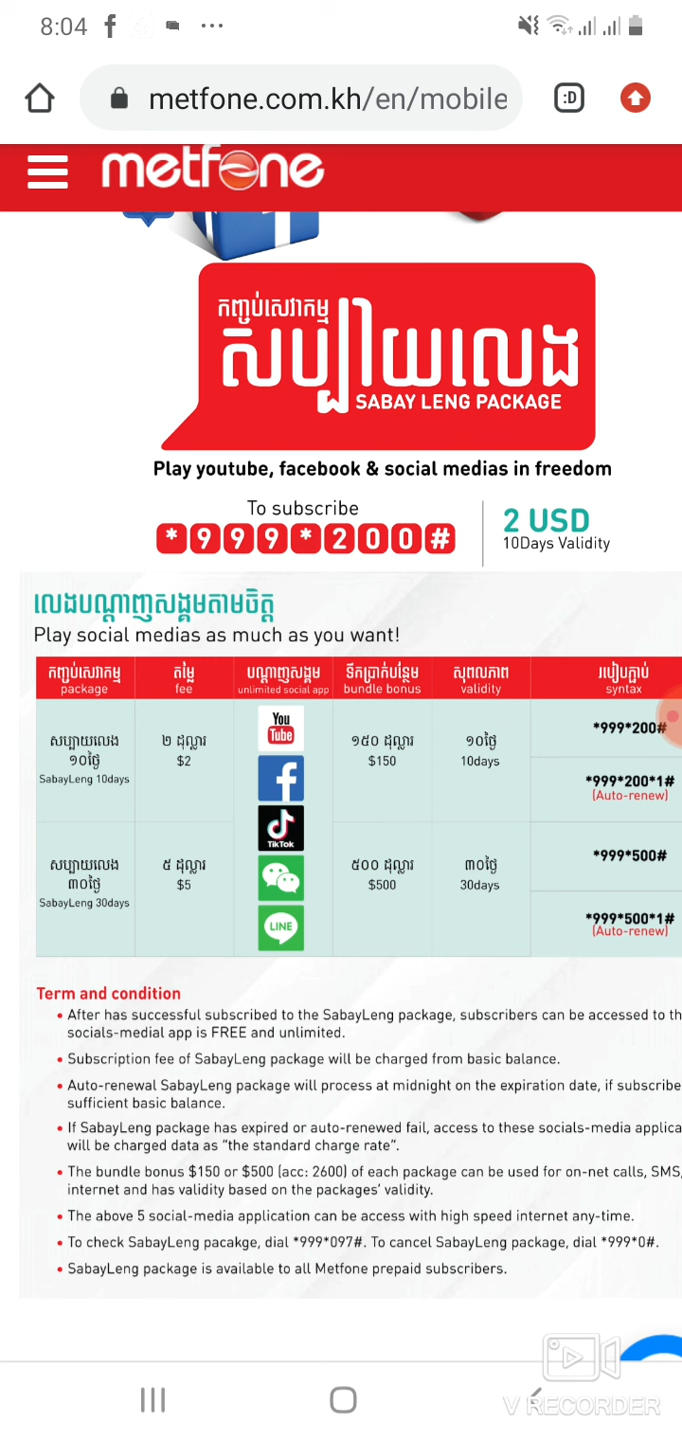 8:04
metfone.com.kh/en/mobile
:D
metfone
កញ្ចប់សេវាកម្ម
សប្បាយលេង
SABAY LENG PACKAGE
Play youtube, facebook & social medias in freedom
To subscribe
*999*200#
2 USD
10Days Validity
លេងបណ្តាញសង្គមតាមចិត្ត
Play social medias as much as you want!
កញ្ចប់សេវាកម្ម តម្លៃ បណ្តាញសង្គម ទឹកប្រាក់បន្ថែម សុពលភាព របៀបភ្ជាប់
package fee unlimited social app bundle bonus validity syntax
សប្បាយលេង ១០ថ្ងៃ
SabayLeng 10days
២ ដុល្លារ
$2
You Tube
TikTok
LINE
១៥០ ដុល្លារ
$150
១០ថ្ងៃ
10days
*999*200#
*999*200*1#
(Auto-renew)
សប្បាយលេង ៣០ថ្ងៃ
SabayLeng 30days
៥ ដុល្លារ
$5
៥០០ ដុល្លារ
$500
៣០ថ្ងៃ
30days
*999*500#
*999*500*1#
(Auto-renew)
Term and condition
• After has successful subscribed to the SabayLeng package, subscribers can be accessed to th
socials-medial app is FREE and unlimited.
• Subscription fee of SabayLeng package will be charged from basic balance.
• Auto-renewal SabayLeng package will process at midnight on the expiration date, if subscribe
sufficient basic balance.
• If SabayLeng package has expired or auto-renewed fail, access to these socials-media applica
will be charged data as "the standard charge rate".
• The bundle bonus $150 or $500 (acc: 2600) of each package can be used for on-net calls, SMS,
internet and has validity based on the packages' validity.
• The above 5 social-media application can be access with high speed internet any-time.
• To check SabayLeng pacakge, dial *999*097#. To cancel SabayLeng package, dial *999*0#.
• SabayLeng package is available to all Metfone prepaid subscribers.
V RECORDER